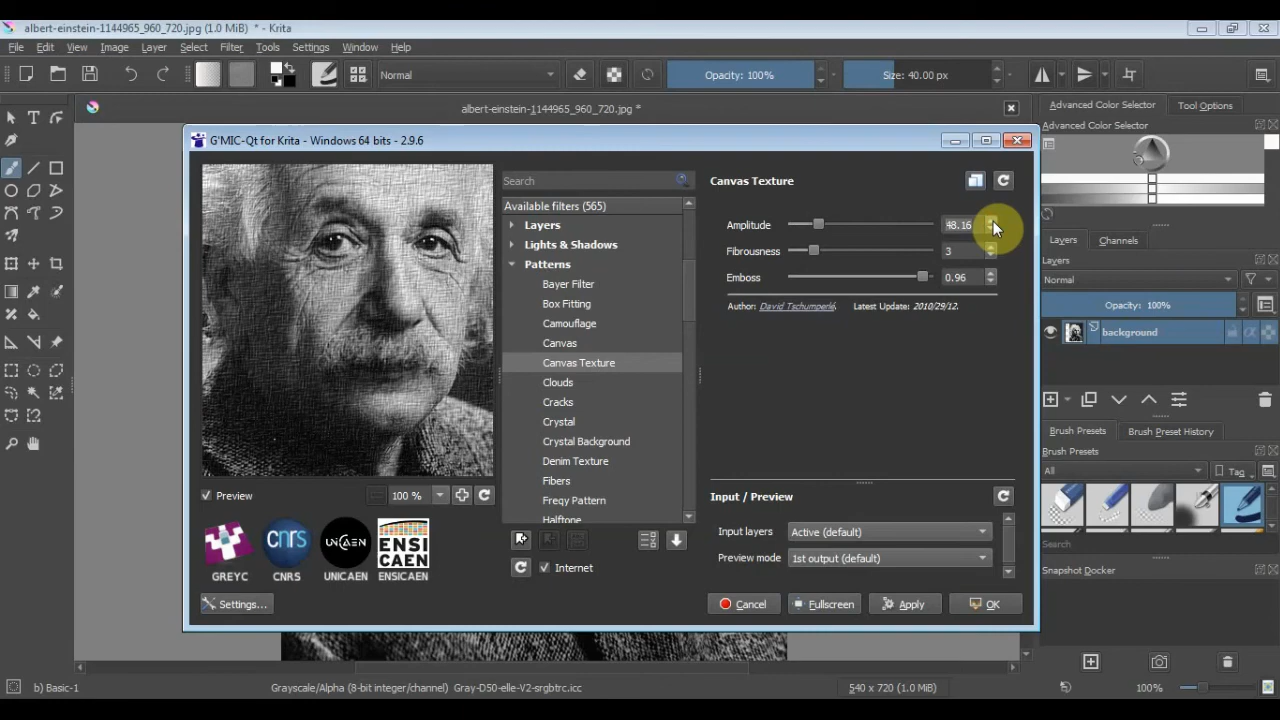 albert-einstein-1144965_960_720.jpg (1.0 MiB) * - Krita
File Edit View Image Layer Select Filter Tools Settings Window Help
Normal Opacity: 100% Size: 40.00 px
albert-einstein-1144965_960_720.jpg *
Advanced Color Selector Tool Options
Advanced Color Selector
G'MIC-Qt for Krita - Windows 64 bits - 2.9.6
Search
Available filters (565)
Layers
Lights & Shadows
Patterns
Bayer Filter
Box Fitting
Camouflage
Canvas
Canvas Texture
Clouds
Cracks
Crystal
Crystal Background
Denim Texture
Fibers
Freqy Pattern
Halftone
Canvas Texture
Amplitude 48.16
Fibrousness 3
Emboss 0.96
Author: David Tschumperlé. Latest Update: 2010/29/12.
Input / Preview
Input layers Active (default)
Preview mode 1st output (default)
Preview 100 %
GREYC
cnrs
CNRS
UNICAEN
UNICAEN
ENSI
CAEN
ENSICAEN
Internet
Settings... Cancel Fullscreen Apply OK
Layers Channels
Layers
Normal
Opacity: 100%
background
Brush Presets Brush Preset History
Brush Presets
All Tag
Search
Snapshot Docker
b) Basic-1 Grayscale/Alpha (8-bit integer/channel) Gray-D50-elle-V2-srgbtrc.icc 540 x 720 (1.0 MiB) 100%